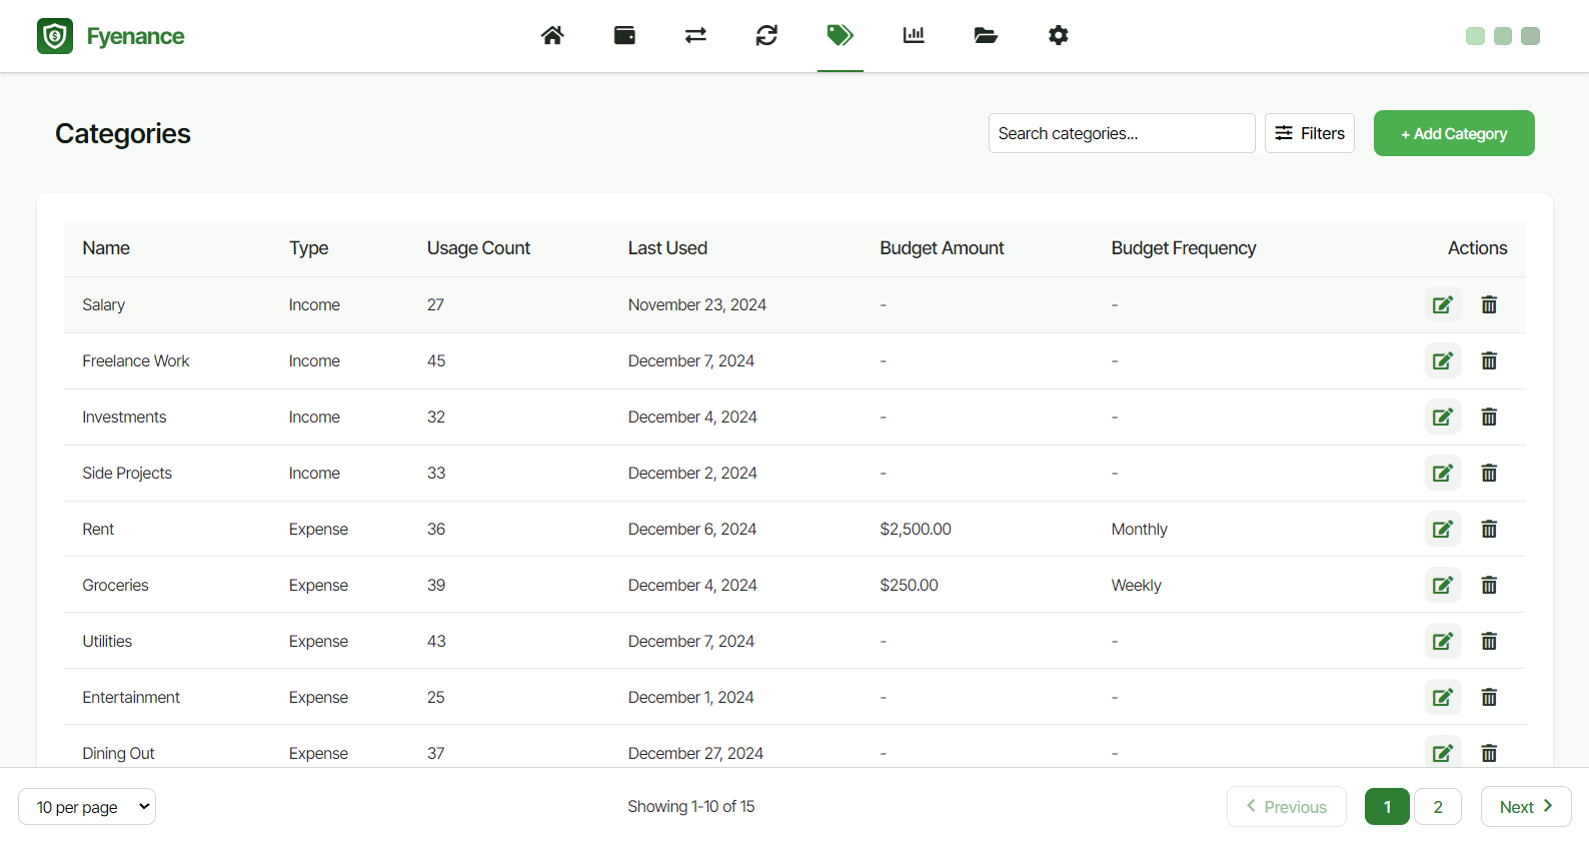 Fyenance
Categories
Search categories...
Filters
+ Add Category
Name Type Usage Count Last Used Budget Amount Budget Frequency Actions
Salary Income 27 November 23, 2024 - -
Freelance Work Income 45 December 7, 2024 - -
Investments Income 32 December 4, 2024 - -
Side Projects Income 33 December 2, 2024 - -
Rent Expense 36 December 6, 2024 $2,500.00 Monthly
Groceries Expense 39 December 4, 2024 $250.00 Weekly
Utilities Expense 43 December 7, 2024 - -
Entertainment Expense 25 December 1, 2024 - -
Dining Out Expense 37 December 27, 2024 - -
10 per page
Showing 1-10 of 15
Previous 1 2 Next